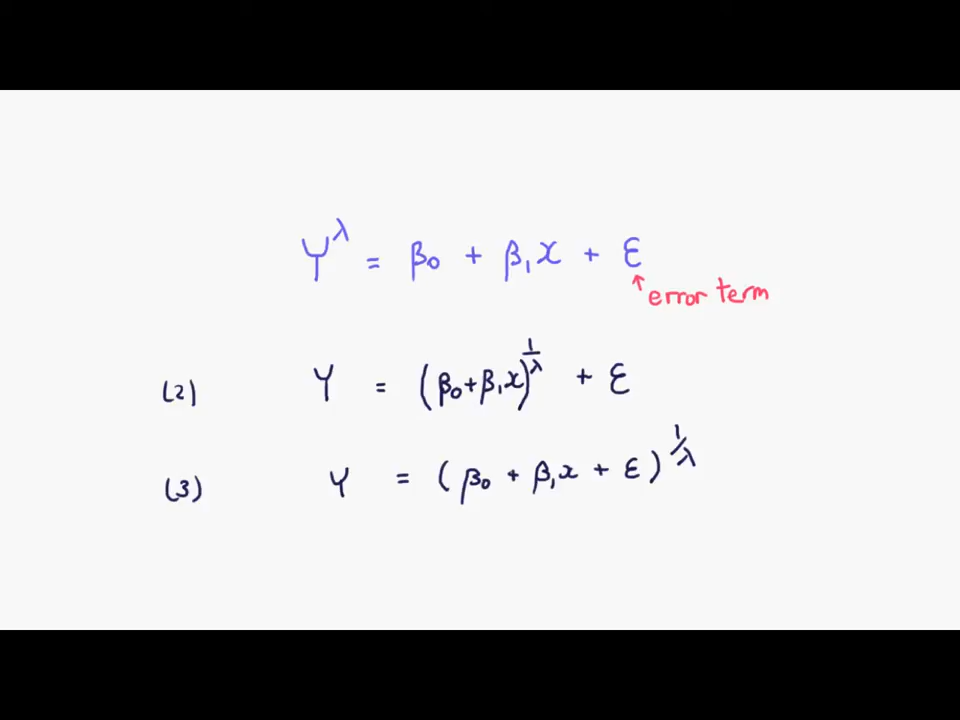 Y^λ = β₀ + β₁x + ε
↑ error term
(2) Y = (β₀+β₁x)^(1/λ) + ε
(3) Y = (β₀ + β₁x + ε)^(1/λ)